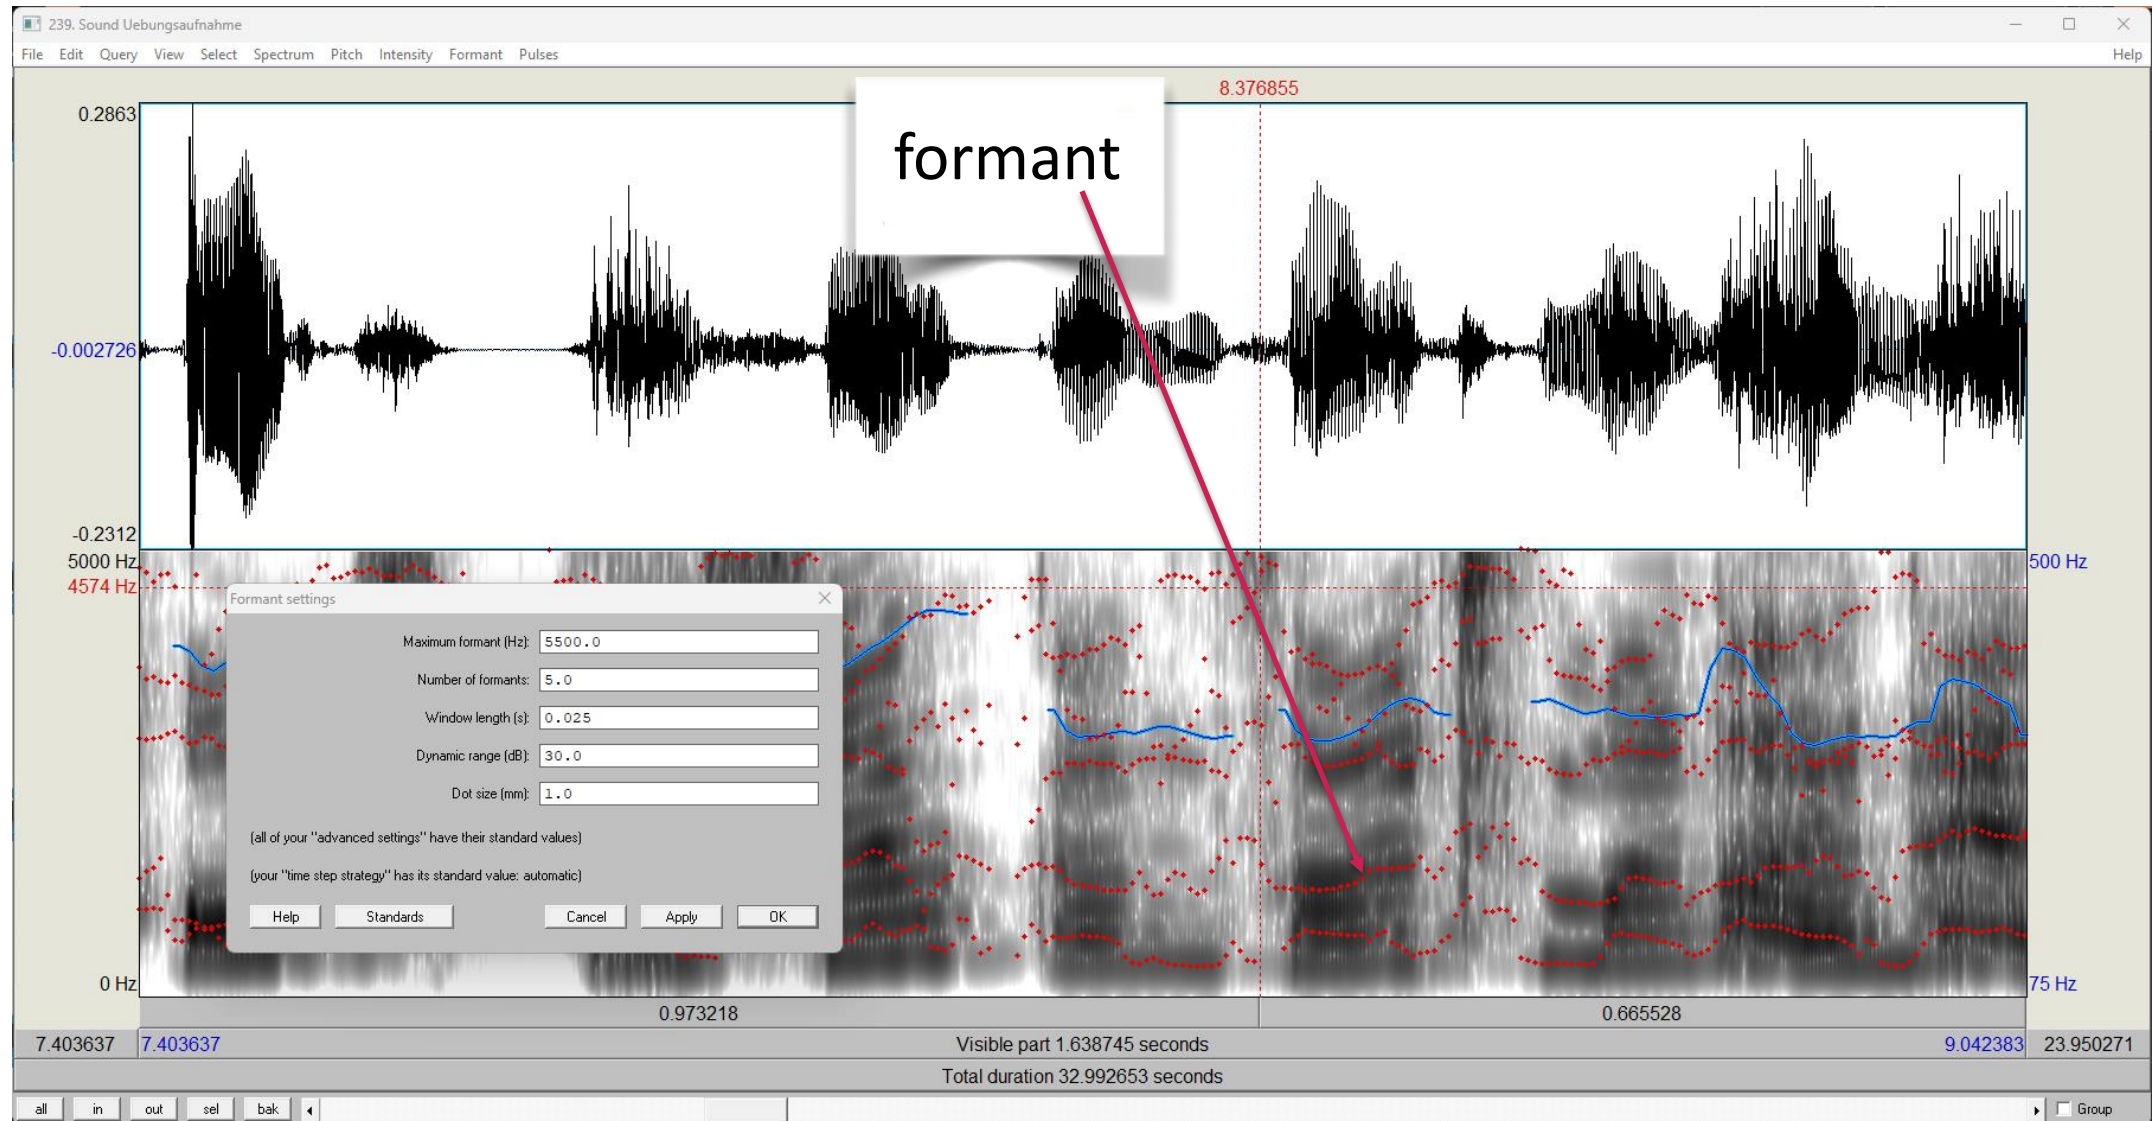 239. Sound Uebungsaufnahme
File Edit Query View Select Spectrum Pitch Intensity Formant Pulses Help
8.376855
0.2863
formant
-0.002726
-0.2312
5000 Hz
500 Hz
4574 Hz
Formant settings
Maximum formant (Hz): 5500.0
Number of formants: 5.0
Window length (s): 0.025
Dynamic range (dB): 30.0
Dot size (mm): 1.0
(all of your "advanced settings" have their standard values)
(your "time step strategy" has its standard value: automatic)
Help Standards Cancel Apply OK
0 Hz
75 Hz
0.973218 0.665528
7.403637 7.403637 Visible part 1.638745 seconds 9.042383 23.950271
Total duration 32.992653 seconds
all in out sel bak Group